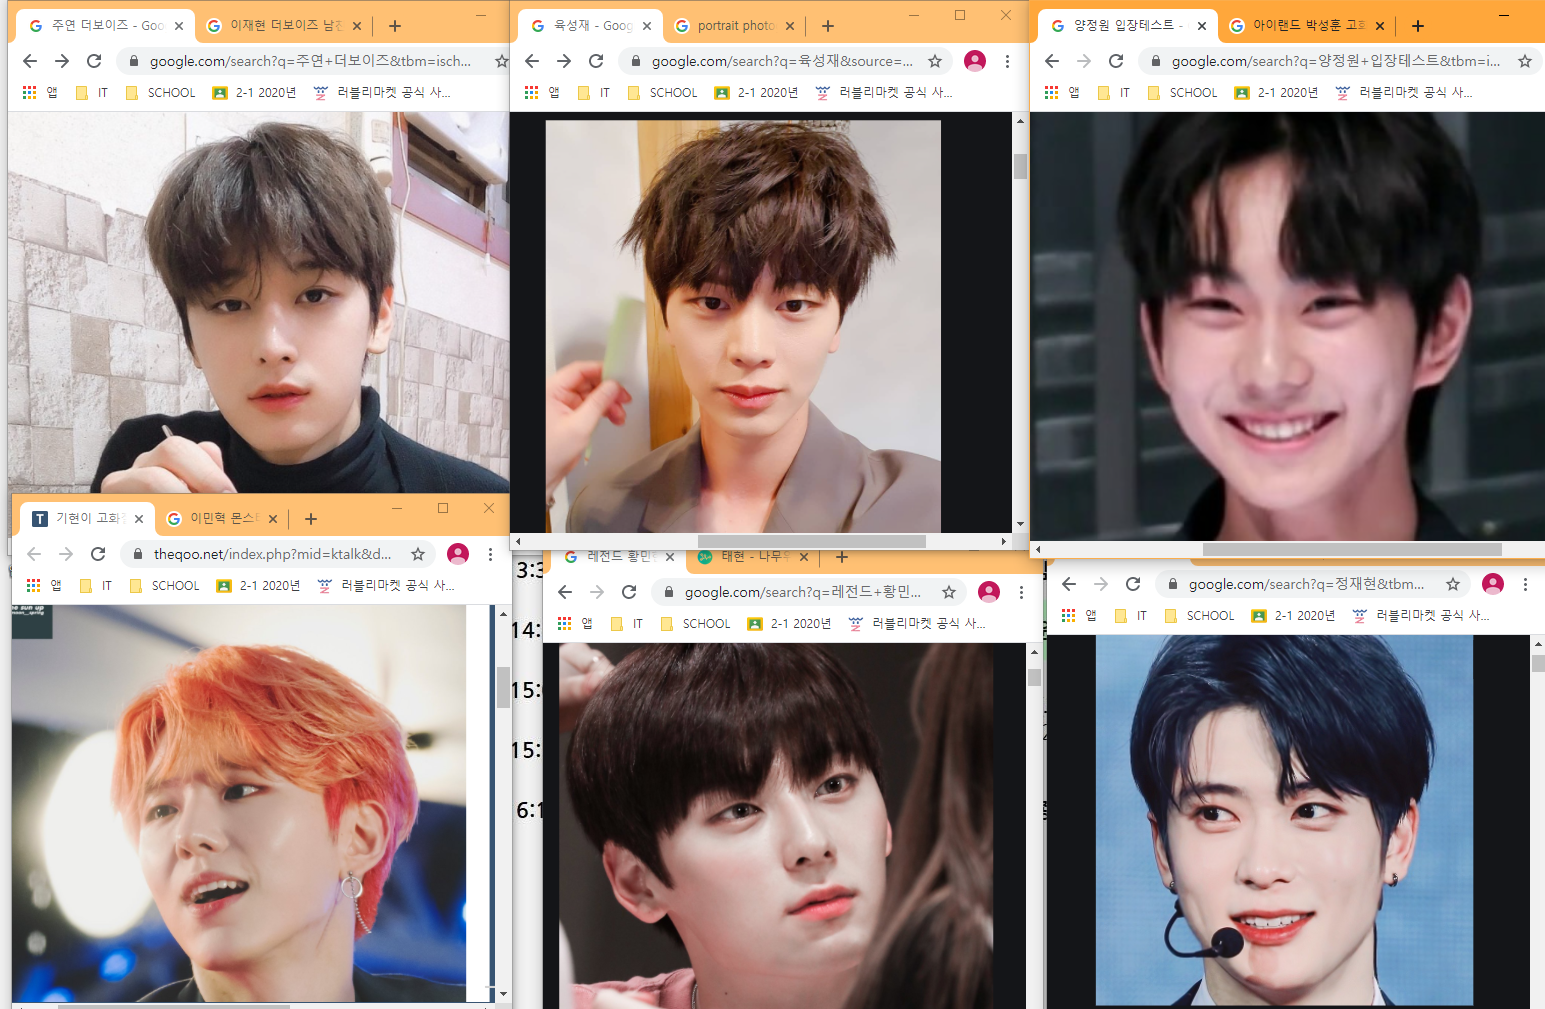 주연 더보이즈 - Goo
이재현 더보이즈 남친
google.com/search?q=주연+더보이즈&tbm=isch...
앱 IT SCHOOL 2-1 2020년 러블리마켓 공식 사...
육성재 - Goog
portrait photo
google.com/search?q=육성재&source=...
앱 IT SCHOOL 2-1 2020년 러블리마켓 공식 사...
양정원 입장테스트 -
아이랜드 박성훈 고화
google.com/search?q=양정원+입장테스트&tbm=i...
앱 IT SCHOOL 2-1 2020년 러블리마켓 공식 사...
기현이 고화질
이민혁 몬스타
theqoo.net/index.php?mid=ktalk&d...
앱 IT SCHOOL 2-1 2020년 러블리마켓 공식 사...
he sun up
3:3
14:
15:
15:
6:1
레전드 황민현
태현 - 나무위
google.com/search?q=레전드+황민...
앱 IT SCHOOL 2-1 2020년 러블리마켓 공식 사...
google.com/search?q=정재현&tbm...
앱 IT SCHOOL 2-1 2020년 러블리마켓 공식 사...